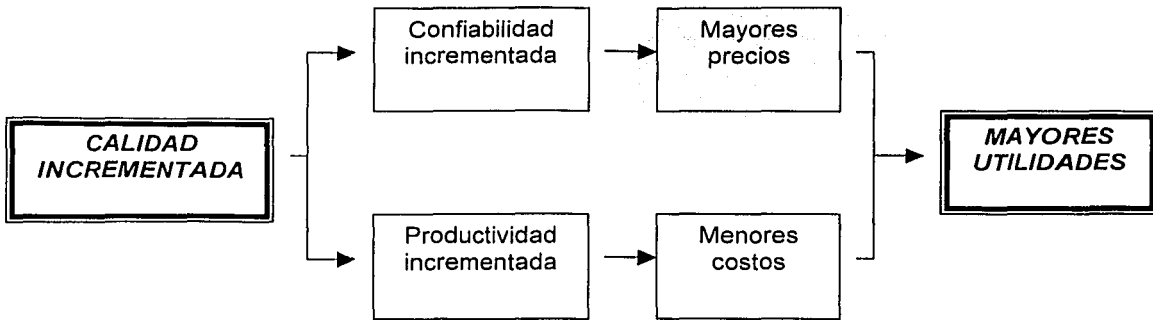 Confiabilidad
incrementada
Mayores
precios
CALIDAD
INCREMENTADA
MAYORES
UTILIDADES
Productividad
incrementada
Menores
costos